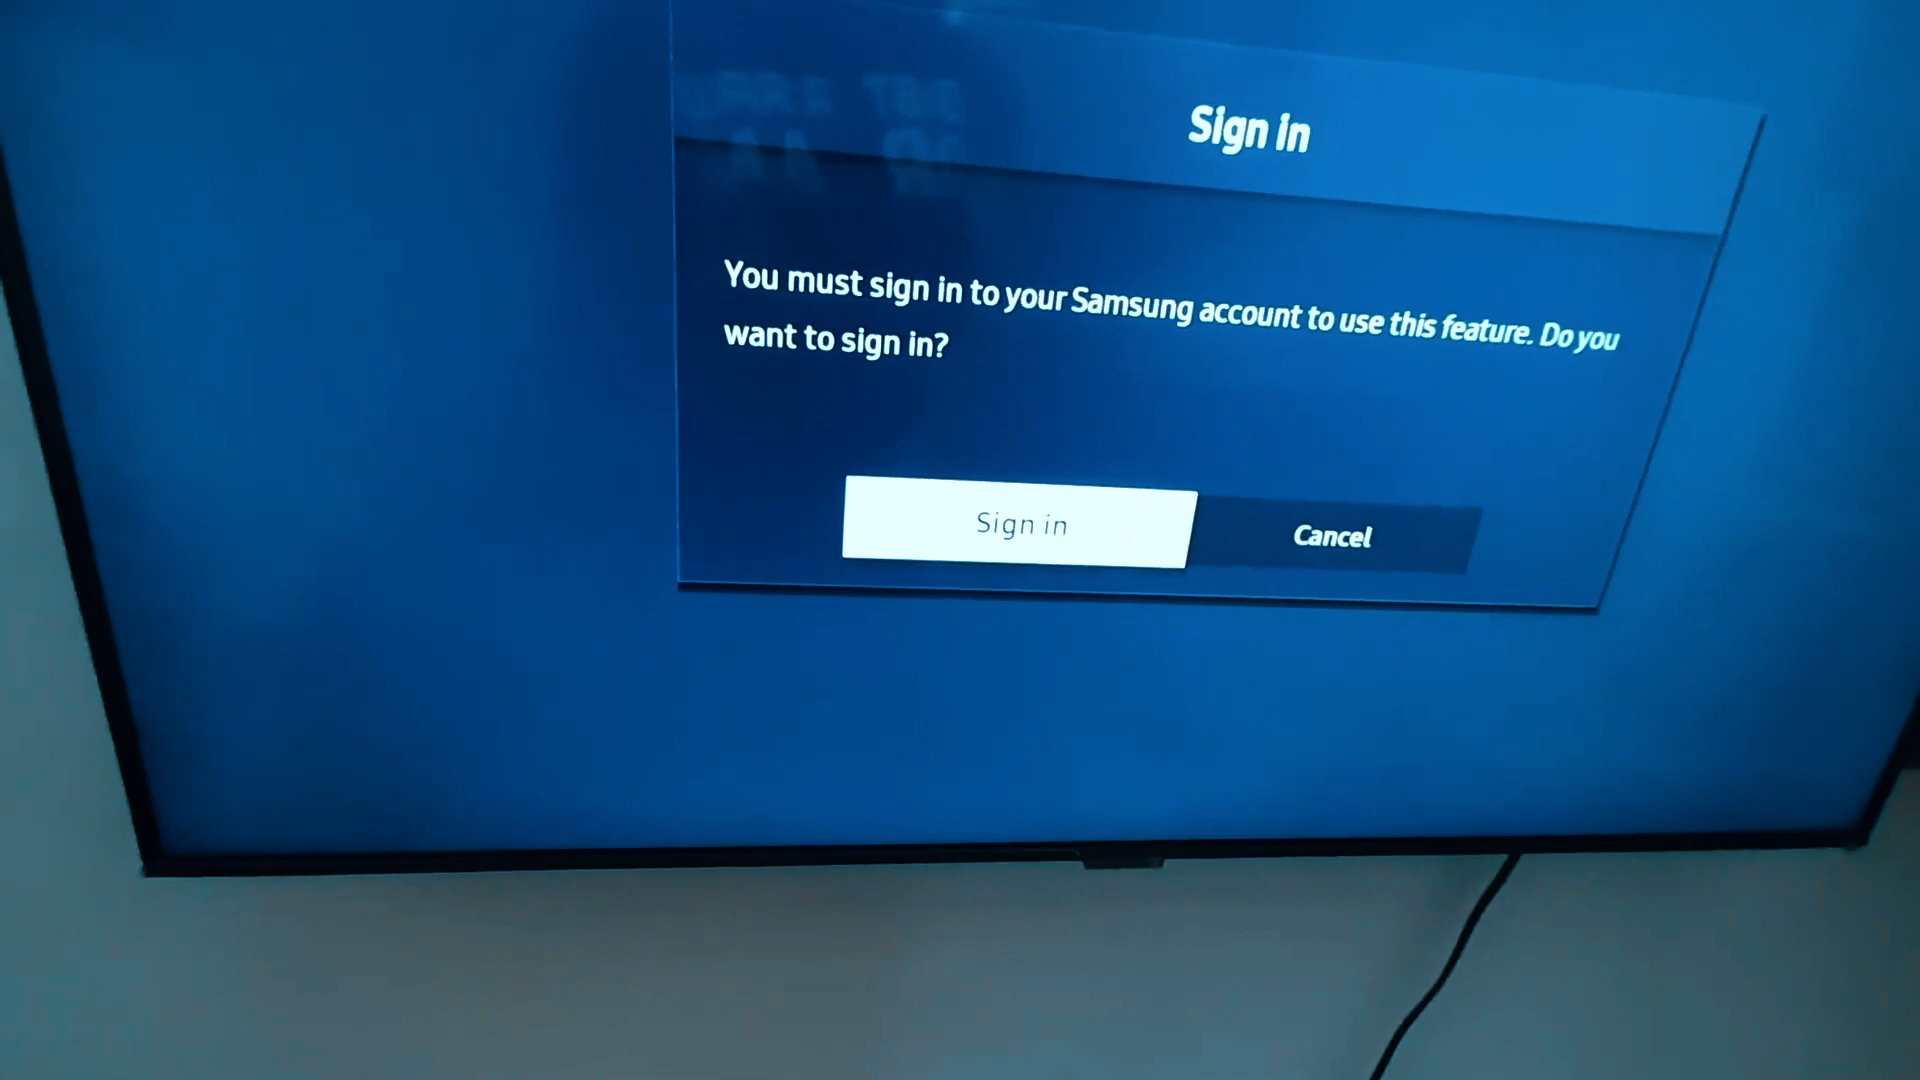 Sign in
You must sign in to your Samsung account to use this feature. Do you
want to sign in?
Sign in
Cancel